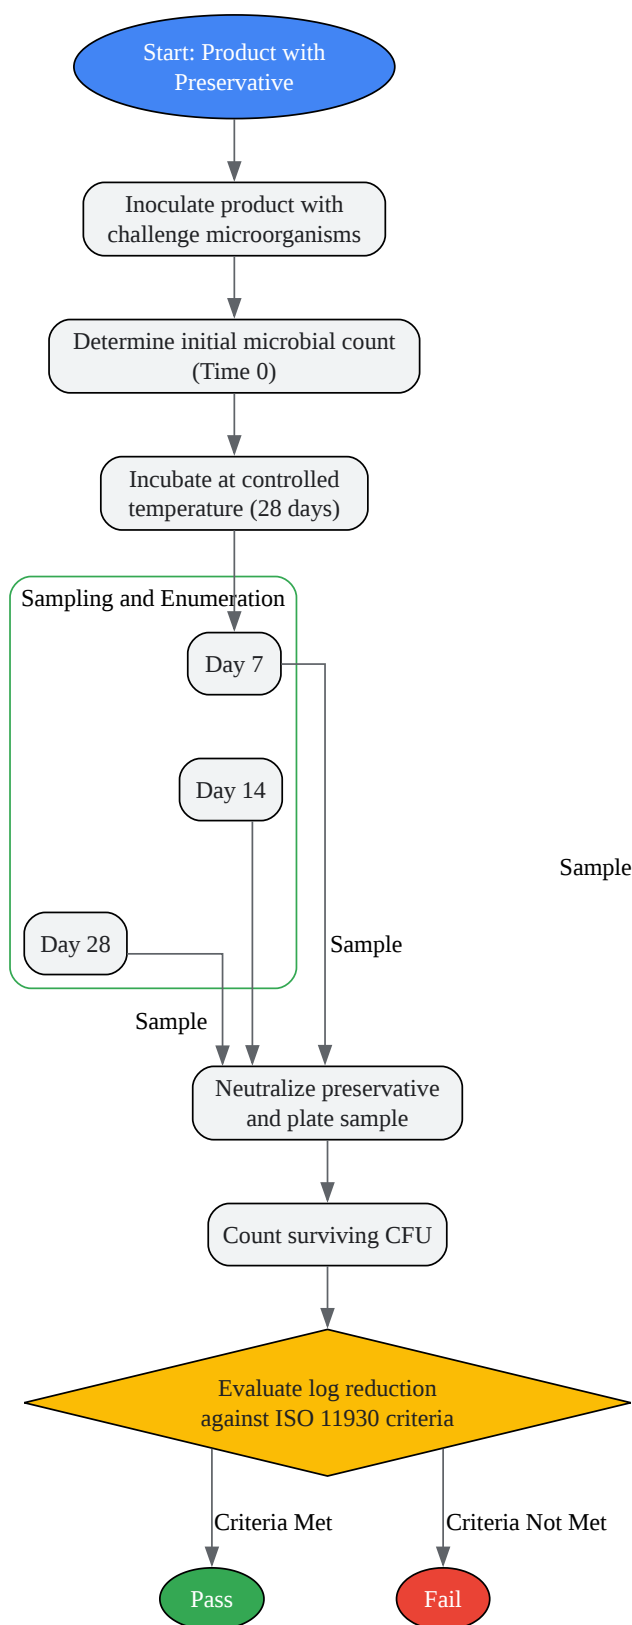 Start: Product with
Preservative
Inoculate product with
challenge microorganisms
Determine initial microbial count
(Time 0)
Incubate at controlled
temperature (28 days)
Sampling and Enumeration
Day 7
Day 14
Sample
Day 28
Sample
Sample
Neutralize preservative
and plate sample
Count surviving CFU
Evaluate log reduction
against ISO 11930 criteria
Criteria Met
Criteria Not Met
Pass
Fail